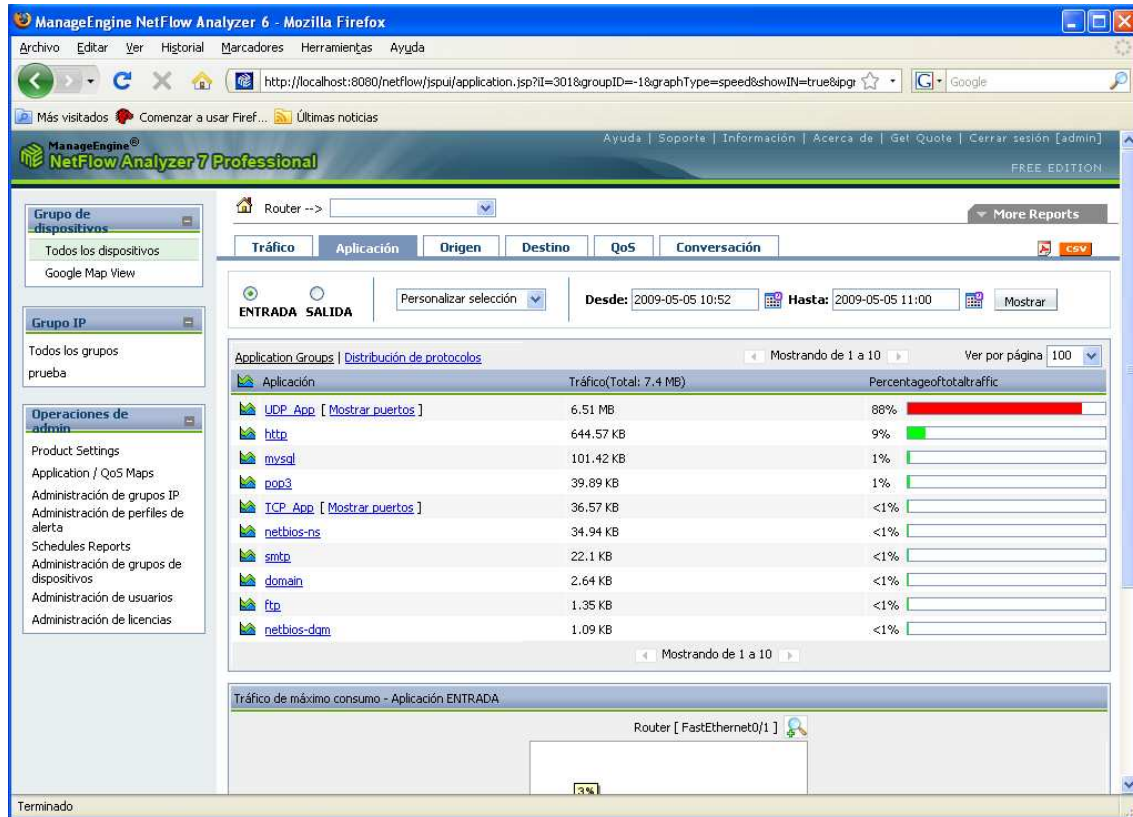 ManageEngine NetFlow Analyzer 6 - Mozilla Firefox
Archivo Editar Ver Historial Marcadores Herramientas Ayuda
http://localhost:8080/netflow/jspui/application.jsp?iI=301&groupID=-1&graphType=speed&showIN=true&ipgr
G Google
Más visitados Comenzar a usar Firef... Últimas noticias
ManageEngine®
NetFlow Analyzer 7 Professional
Ayuda | Soporte | Información | Acerca de | Get Quote | Cerrar sesión [admin]
FREE EDITION
Grupo de dispositivos
Todos los dispositivos
Google Map View
Grupo IP
Todos los grupos
prueba
Operaciones de admin
Product Settings
Application / QoS Maps
Administración de grupos IP
Administración de perfiles de alerta
Schedules Reports
Administración de grupos de dispositivos
Administración de usuarios
Administración de licencias
Router -->
More Reports
Tráfico Aplicación Origen Destino QoS Conversación
CSV
ENTRADA SALIDA
Personalizar selección
Desde: 2009-05-05 10:52 Hasta: 2009-05-05 11:00 Mostrar
Application Groups | Distribución de protocolos Mostrando de 1 a 10 Ver por página 100
Aplicación Tráfico(Total: 7.4 MB) Percentageoftotaltraffic
UDP_App [ Mostrar puertos ] 6.51 MB 88%
http 644.57 KB 9%
mysql 101.42 KB 1%
pop3 39.89 KB 1%
TCP_App [ Mostrar puertos ] 36.57 KB <1%
netbios-ns 34.94 KB <1%
smtp 22.1 KB <1%
domain 2.64 KB <1%
ftp 1.35 KB <1%
netbios-dgm 1.09 KB <1%
Mostrando de 1 a 10
Tráfico de máximo consumo - Aplicación ENTRADA
Router [ FastEthernet0/1 ]
3%
Terminado